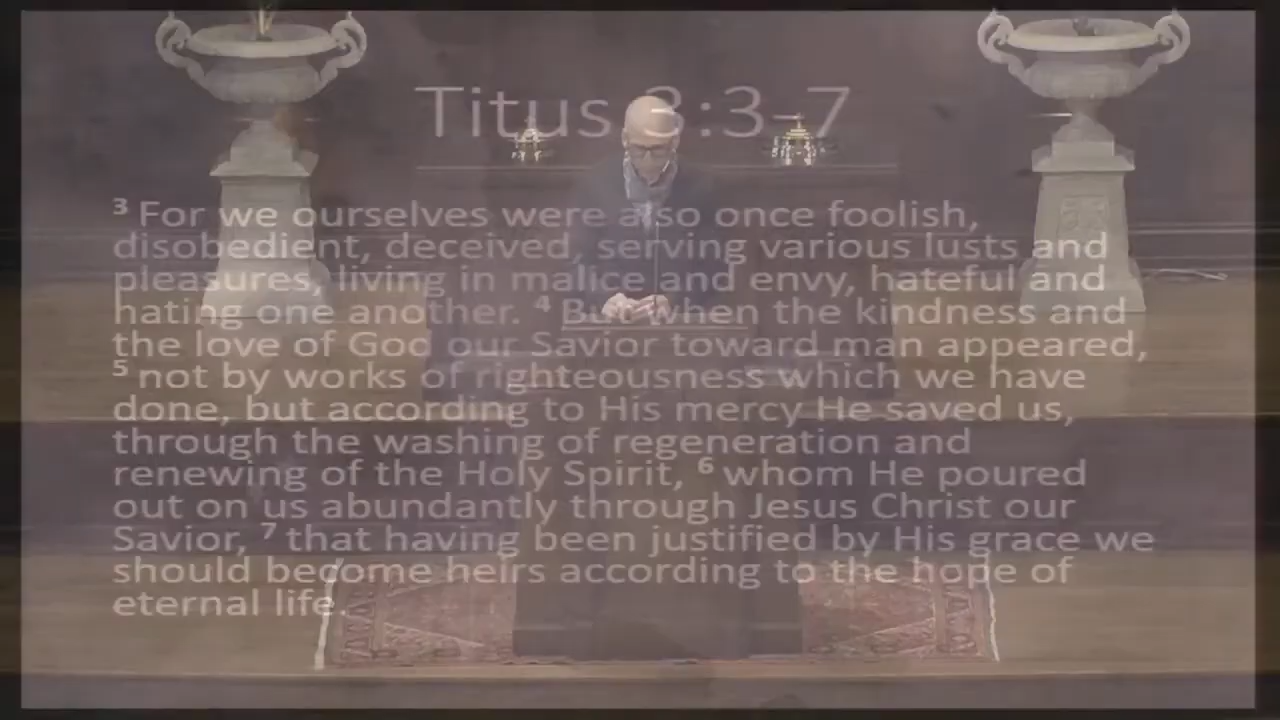 Titus 3:3-7
³ For we ourselves were also once foolish,
disobedient, deceived, serving various lusts and
pleasures, living in malice and envy, hateful and
hating one another. ⁴ But when the kindness and
the love of God our Savior toward man appeared,
⁵ not by works of righteousness which we have
done, but according to His mercy He saved us,
through the washing of regeneration and
renewing of the Holy Spirit, ⁶ whom He poured
out on us abundantly through Jesus Christ our
Savior, ⁷ that having been justified by His grace we
should become heirs according to the hope of
eternal life.